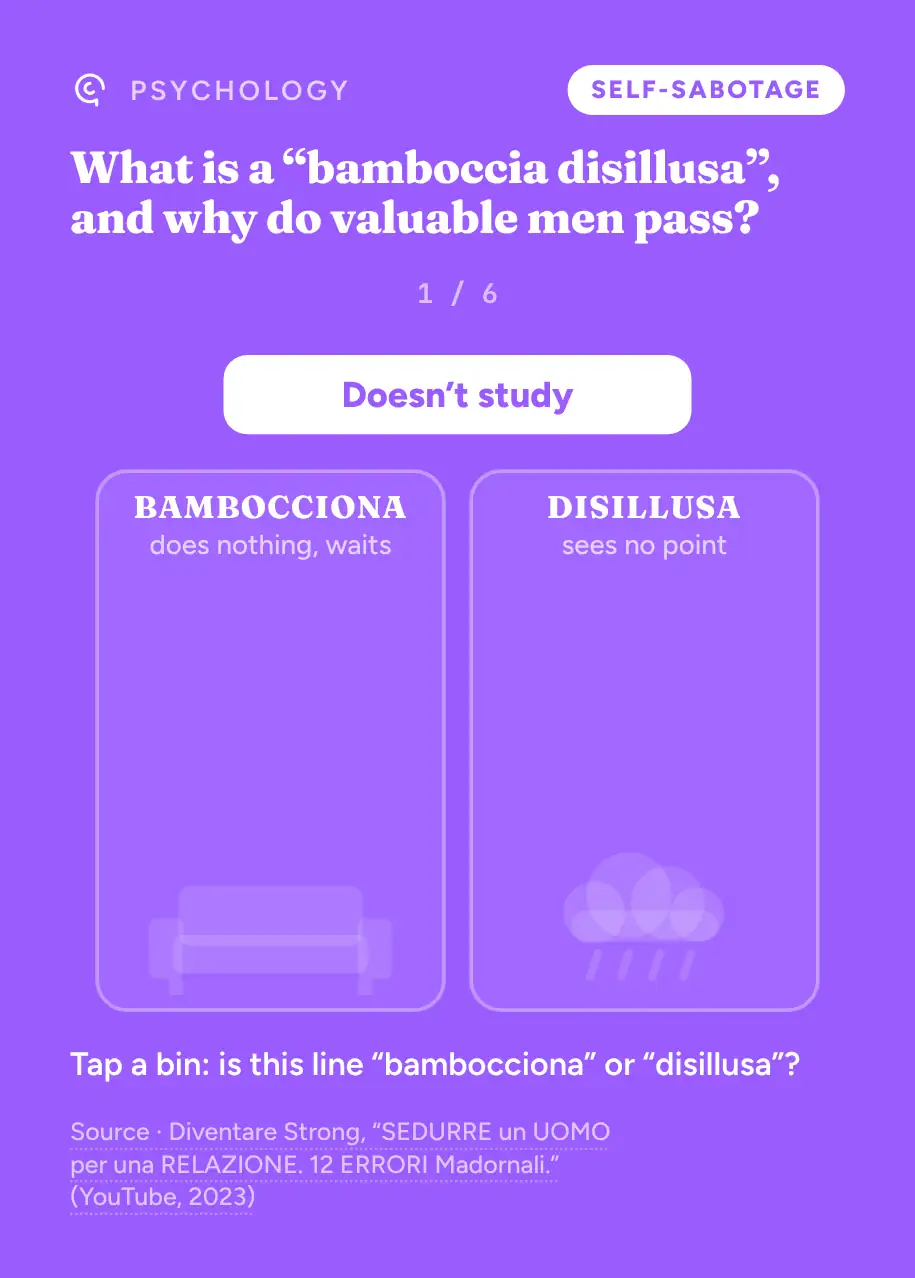 PSYCHOLOGY
SELF-SABOTAGE
What is a “bamboccia disillusa”,
and why do valuable men pass?
1 / 6
Doesn’t study
BAMBOCCIONA
does nothing, waits
DISILLUSA
sees no point
Tap a bin: is this line “bambocciona” or “disillusa”?
Source · Diventare Strong, “SEDURRE un UOMO
per una RELAZIONE. 12 ERRORI Madornali.”
(YouTube, 2023)